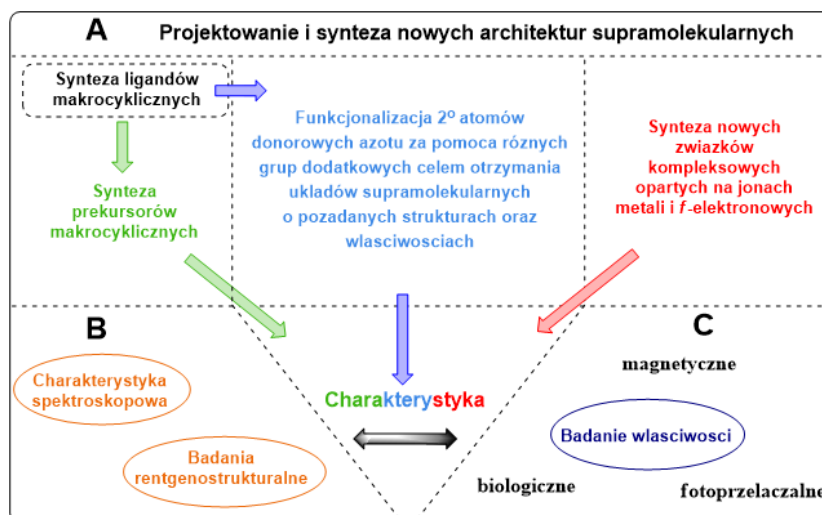 A
Projektowanie i synteza nowych architektur supramolekularnych
Synteza ligandów
makrocyklicznych
Synteza
prekursorów
makrocyklicznych
Funkcjonalizacja 2º atomów
donorowych azotu za pomoca róznych
grup dodatkowych celem otrzymania
ukladów supramolekularnych
o pozadanych strukturach oraz
wlasciwosciach
Synteza nowych
zwiazków
kompleksowych
opartych na jonach
metali i f-elektronowych
B
Charakterystyka
spektroskopowa
Badania
rentgenostrukturalne
Charakterystyka
C
magnetyczne
Badanie wlasciwosci
biologiczne
fotoprzelaczalne